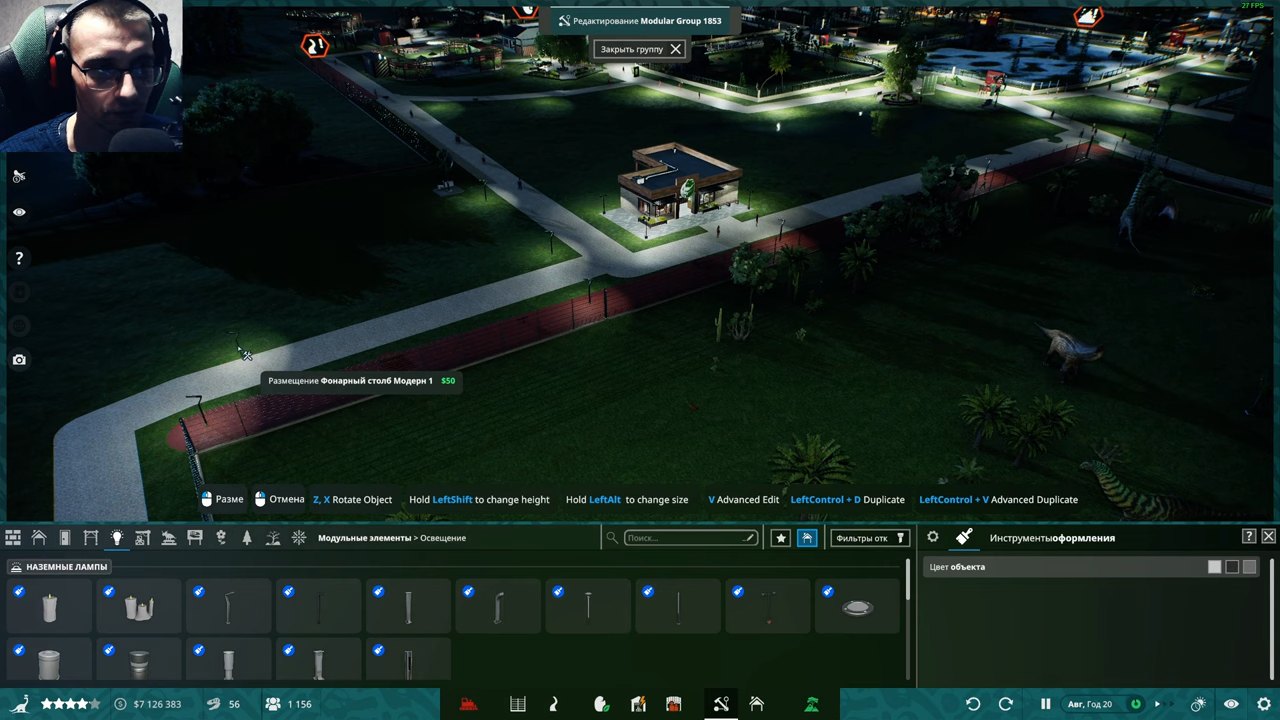 27 FPS
Редактирование Modular Group 1853
Закрыть группу
Размещение Фонарный столб Модерн 1 $50
Разме Отмена Z, X Rotate Object Hold LeftShift to change height Hold LeftAlt to change size V Advanced Edit LeftControl + D Duplicate LeftControl + V Advanced Duplicate
Модульные элементы > Освещение
Поиск...
Фильтры отк
Инструментыоформления
?
НАЗЕМНЫЕ ЛАМПЫ
Цвет объекта
$7 126 383
56
1 156
Авг, Год 20